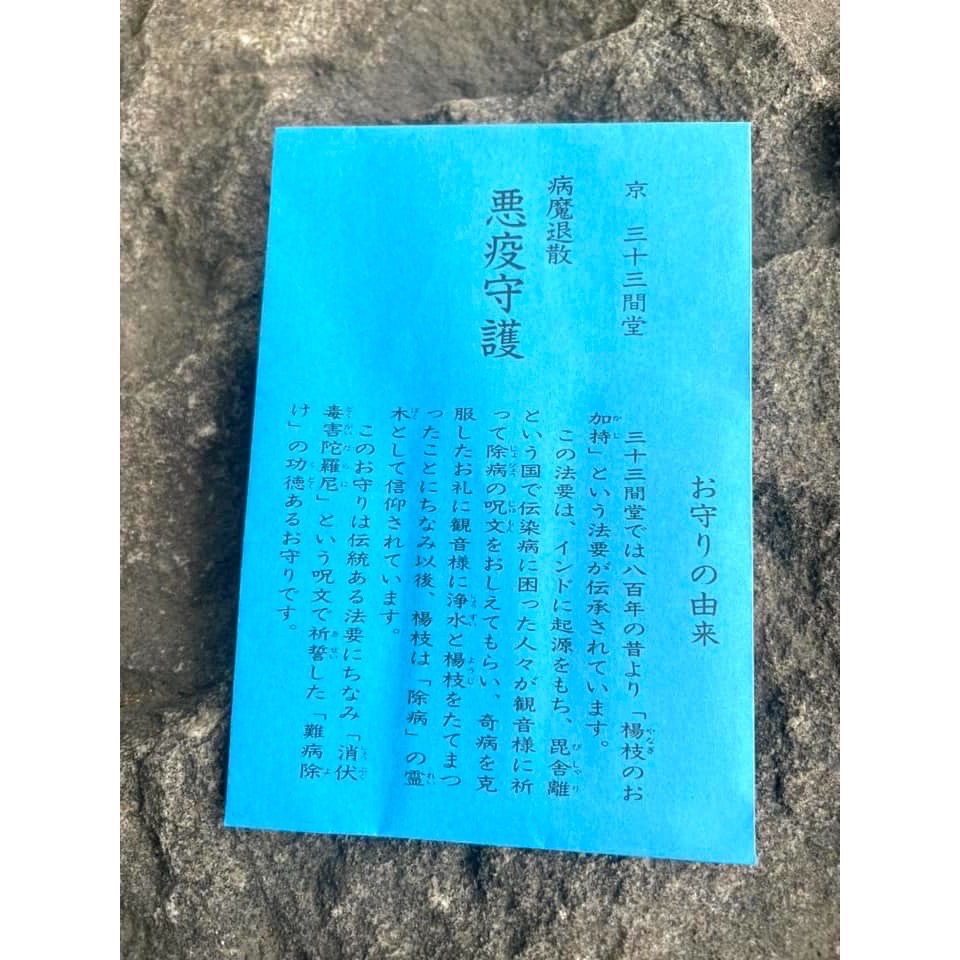 京 三十三間堂
病魔退散
悪疫守護
お守りの由来
三十三間堂では八百年の昔より「楊枝のお
加持」という法要が伝承されています。
この法要は、インドに起源をもち、毘舎離
という国で伝染病に困った人々が観音様に祈
って除病の呪文をおしえてもらい、奇病を克
服したお礼に観音様に浄水と楊枝をたてまつ
ったことにちなみ以後、楊枝は「除病」の霊
木として信仰されています。
このお守りは伝統ある法要にちなみ「消伏
毒害陀羅尼」という呪文で祈誓した「難病除
け」の功徳あるお守りです。